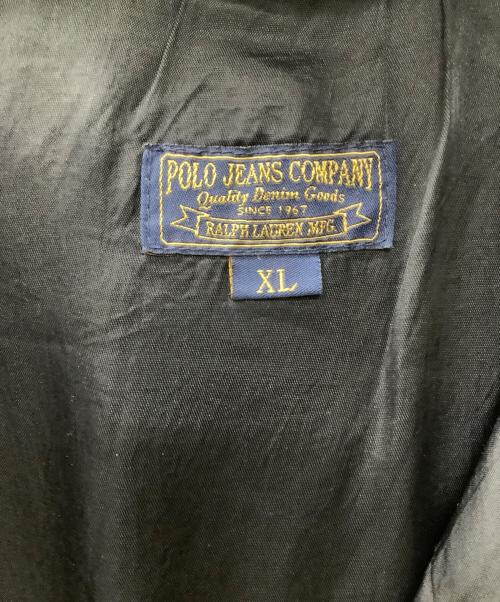 POLO JEANS COMPANY
Quality Denim Goods
SINCE 1967
RALPH LAUREN MFG.
XL